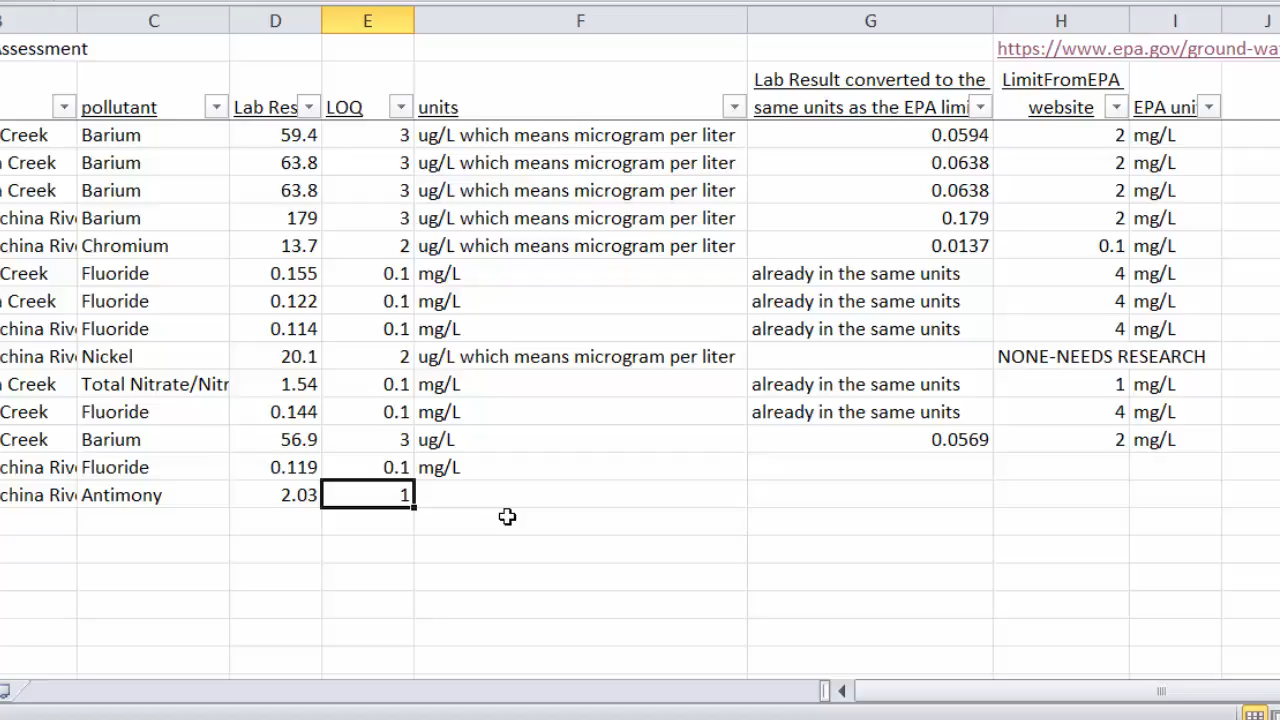 B C D E F G H I J
Assessment https://www.epa.gov/ground-wa
pollutant Lab Res LOQ units Lab Result converted to the same units as the EPA limi LimitFromEPA website EPA uni
Creek Barium 59.4 3 ug/L which means microgram per liter 0.0594 2 mg/L
Creek Barium 63.8 3 ug/L which means microgram per liter 0.0638 2 mg/L
Creek Barium 63.8 3 ug/L which means microgram per liter 0.0638 2 mg/L
china Riv Barium 179 3 ug/L which means microgram per liter 0.179 2 mg/L
china Riv Chromium 13.7 2 ug/L which means microgram per liter 0.0137 0.1 mg/L
Creek Fluoride 0.155 0.1 mg/L already in the same units 4 mg/L
Creek Fluoride 0.122 0.1 mg/L already in the same units 4 mg/L
china Riv Fluoride 0.114 0.1 mg/L already in the same units 4 mg/L
china Riv Nickel 20.1 2 ug/L which means microgram per liter NONE-NEEDS RESEARCH
Creek Total Nitrate/Nitr 1.54 0.1 mg/L already in the same units 1 mg/L
Creek Fluoride 0.144 0.1 mg/L already in the same units 4 mg/L
Creek Barium 56.9 3 ug/L 0.0569 2 mg/L
china Riv Fluoride 0.119 0.1 mg/L
china Riv Antimony 2.03 1